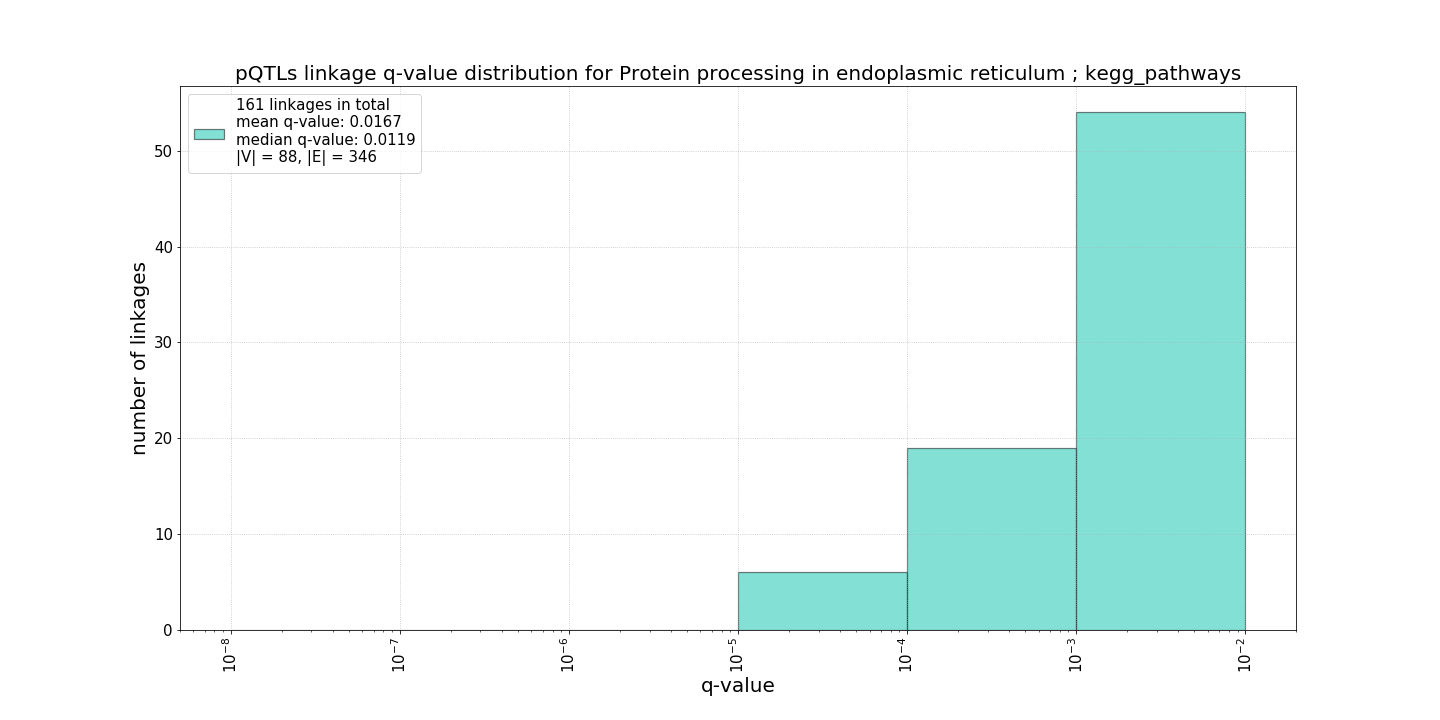 pQTLs linkage q-value distribution for Protein processing in endoplasmic reticulum ; kegg_pathways
161 linkages in total
mean q-value: 0.0167
median q-value: 0.0119
|V| = 88, |E| = 346
number of linkages
50
40
30
20
10
0
10⁻⁸
10⁻⁷
10⁻⁶
10⁻⁵
10⁻⁴
10⁻³
10⁻²
q-value